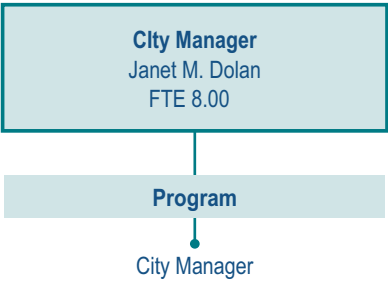 CIty Manager
Janet M. Dolan
FTE 8.00
Program
City Manager